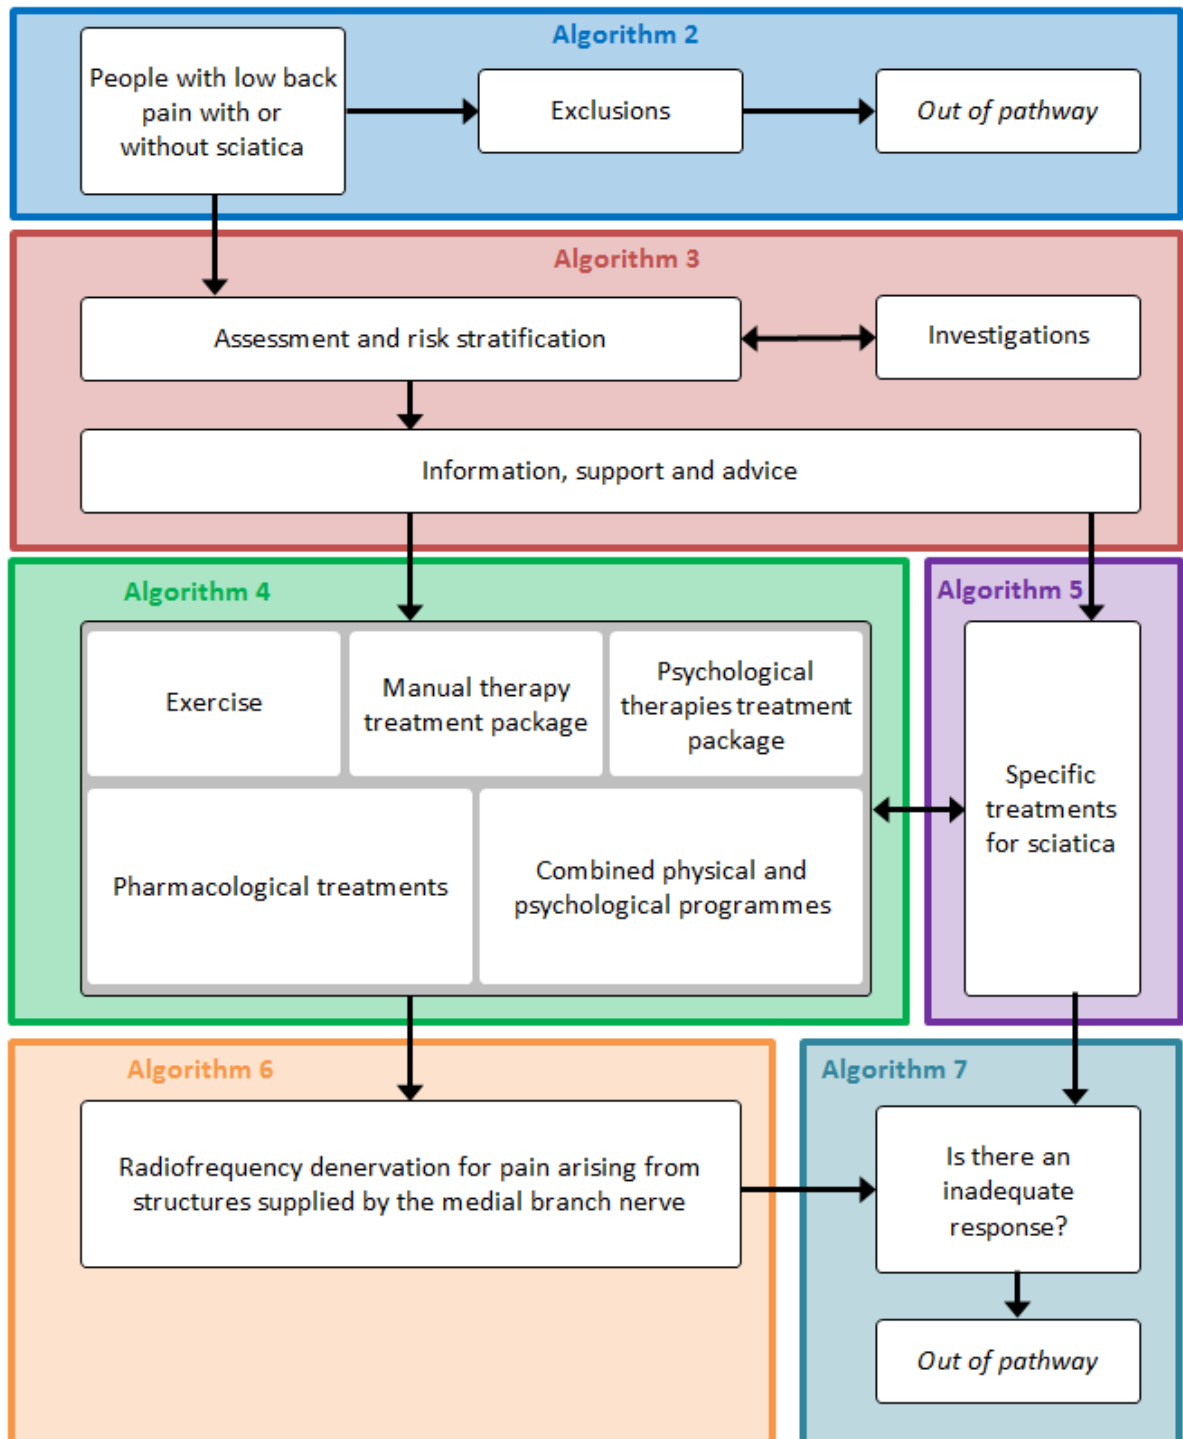 Algorithm 2
People with low back
pain with or
without sciatica
Exclusions
Out of pathway
Algorithm 3
Assessment and risk stratification
Investigations
Information, support and advice
Algorithm 4
Exercise
Manual therapy
treatment package
Psychological
therapies treatment
package
Pharmacological treatments
Combined physical and
psychological programmes
Algorithm 5
Specific
treatments
for sciatica
Algorithm 6
Radiofrequency denervation for pain arising from
structures supplied by the medial branch nerve
Algorithm 7
Is there an
inadequate
response?
Out of pathway